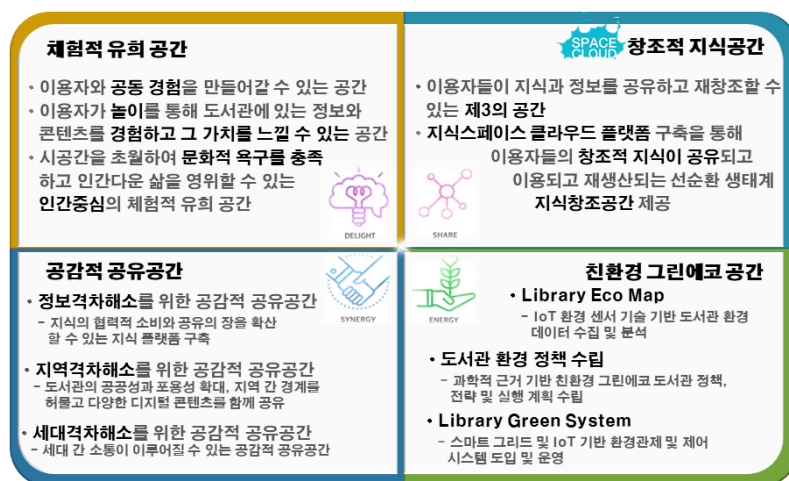 체험적 유희 공간
• 이용자와 공동 경험을 만들어갈 수 있는 공간
• 이용자가 놀이를 통해 도서관에 있는 정보와
콘텐츠를 경험하고 그 가치를 느낄 수 있는 공간
• 시공간을 초월하여 문화적 욕구를 충족
하고 인간다운 삶을 영위할 수 있는
인간중심의 체험적 유희 공간
DELIGHT
SPACE
CLOUD
창조적 지식공간
• 이용자들이 지식과 정보를 공유하고 재창조할 수
있는 제3의 공간
• 지식스페이스 클라우드 플랫폼 구축을 통해
이용자들의 창조적 지식이 공유되고
이용되고 재생산되는 선순환 생태계
지식창조공간 제공
SHARE
공감적 공유공간
• 정보격차해소를 위한 공감적 공유공간
- 지식의 협력적 소비와 공유의 장을 확산
할 수 있는 지식 플랫폼 구축
• 지역격차해소를 위한 공감적 공유공간
- 도서관의 공공성과 포용성 확대, 지역 간 경계를
허물고 다양한 디지털 콘텐츠를 함께 공유
• 세대격차해소를 위한 공감적 공유공간
- 세대 간 소통이 이루어질 수 있는 공감적 공유공간
SYNERGY
친환경 그린에코 공간
• Library Eco Map
- IoT 환경 센서 기술 기반 도서관 환경
데이터 수집 및 분석
• 도서관 환경 정책 수립
- 과학적 근거 기반 친환경 그린에코 도서관 정책,
전략 및 실행 계획 수립
• Library Green System
- 스마트 그리드 및 IoT 기반 환경관제 및 제어
시스템 도입 및 운영
ENERGY